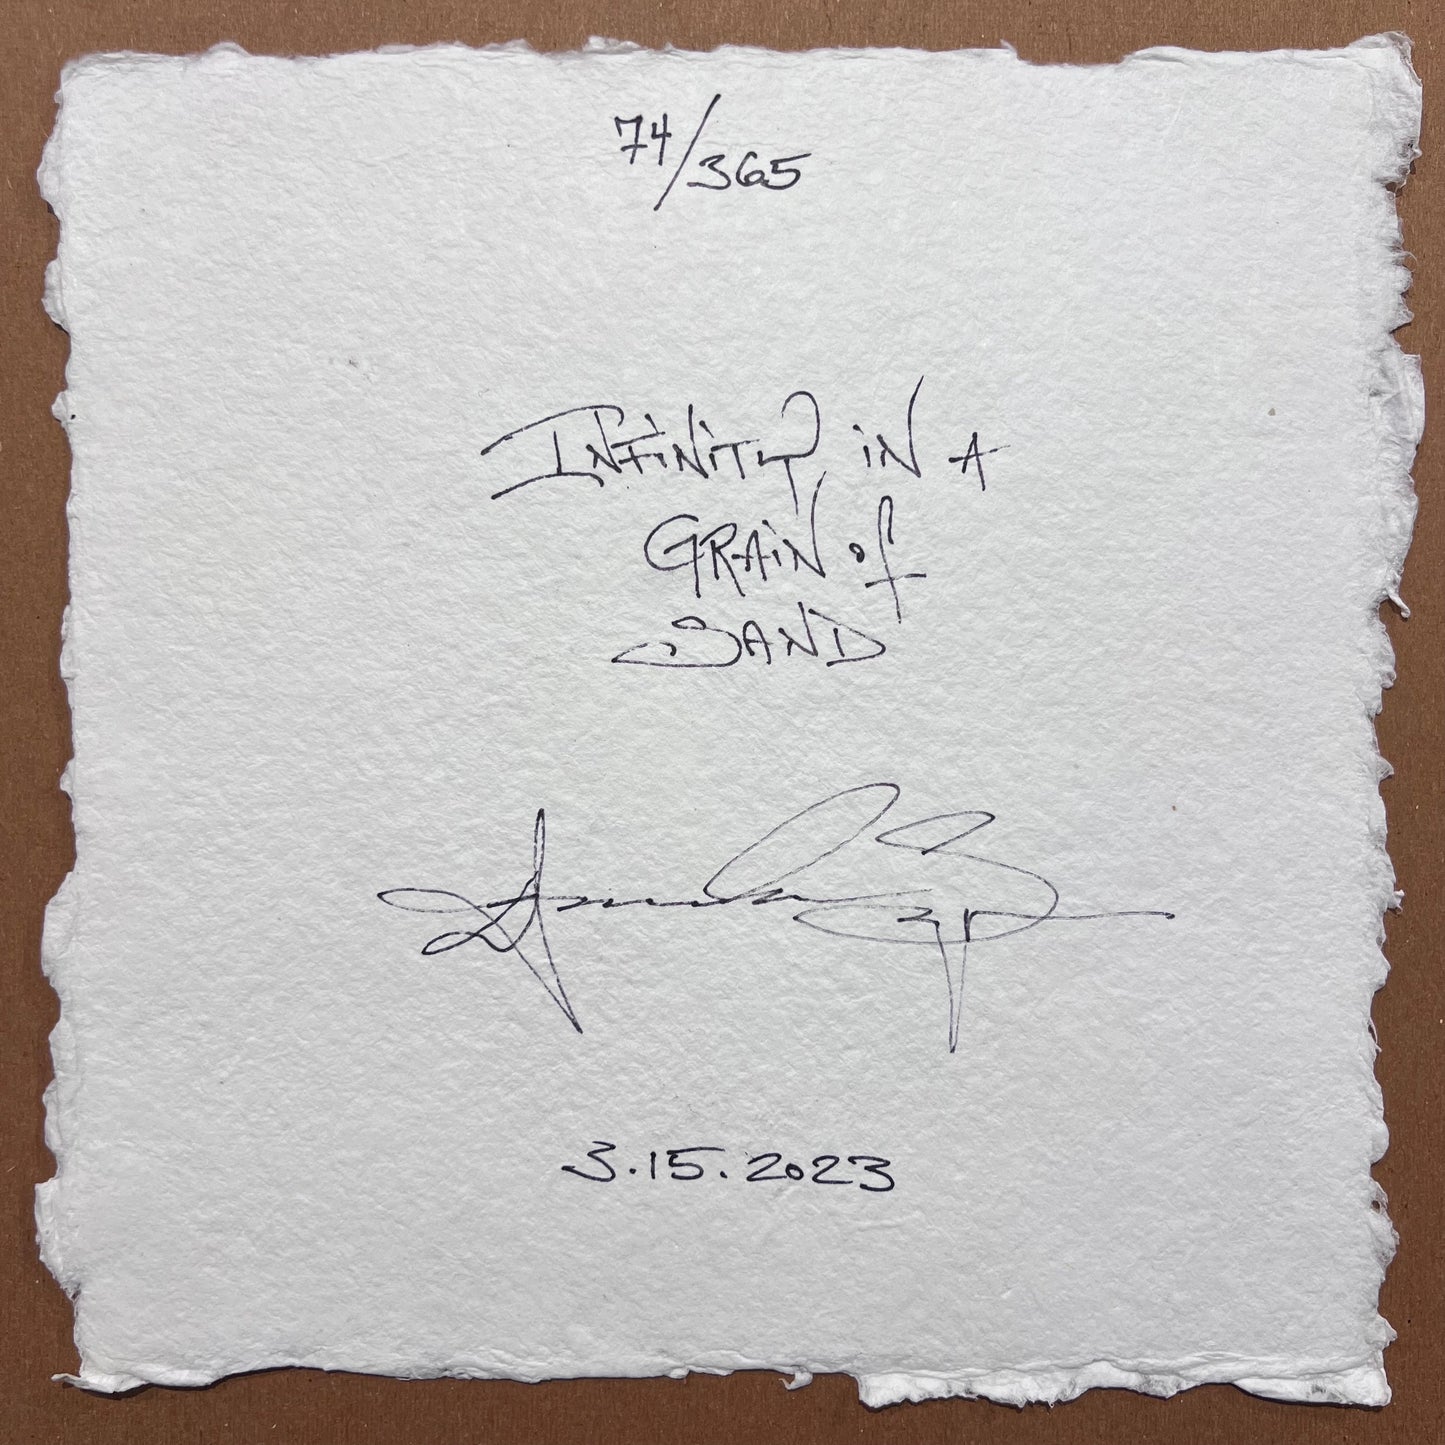 74/365
INFINITY IN A
GRAIN of
SAND
3.15.2023